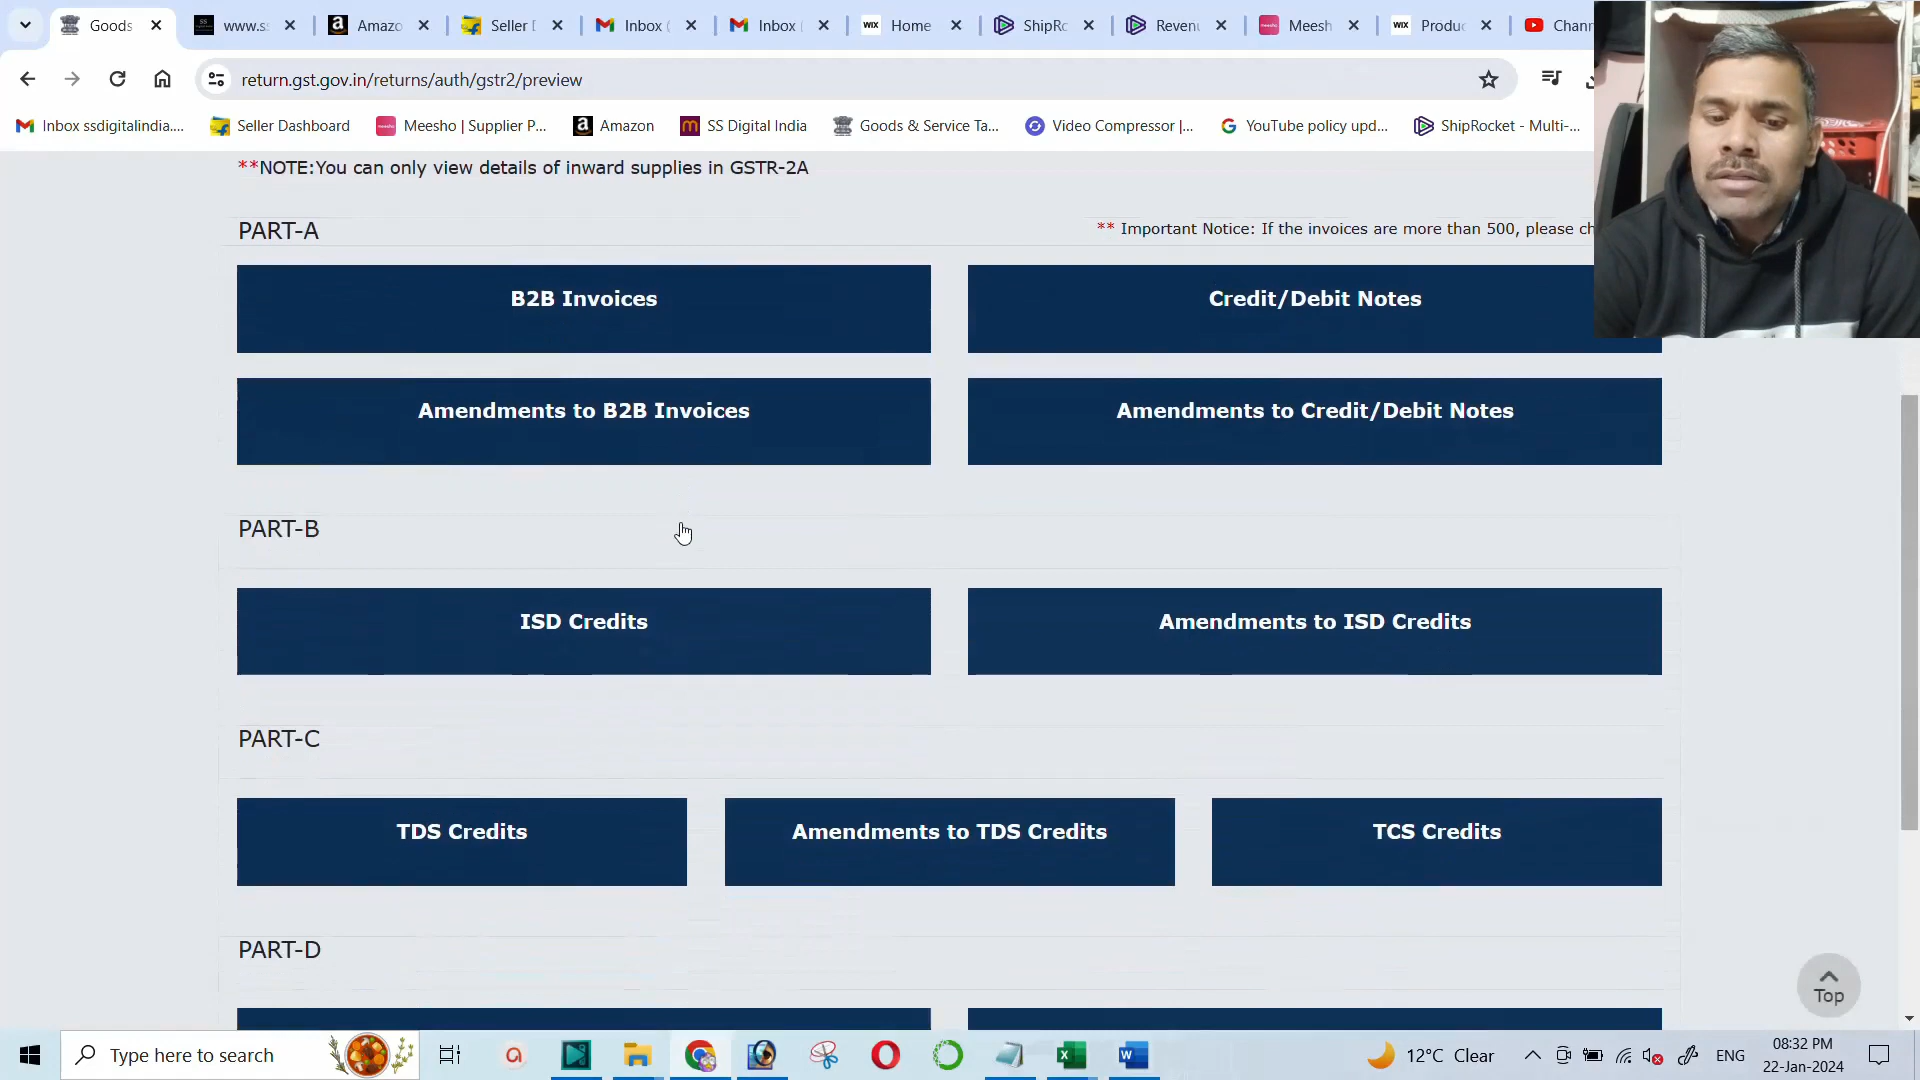 Goods
www.s
Amazo
Seller D
Inbox (
Inbox (
WIX Home
ShipRo
Revenu
Meesh
WIX Produ
Chann
return.gst.gov.in/returns/auth/gstr2/preview
Inbox ssdigitalindia....
Seller Dashboard
Meesho | Supplier P...
Amazon
SS Digital India
Goods & Service Ta...
Video Compressor |...
YouTube policy upd...
ShipRocket - Multi-...
**NOTE:You can only view details of inward supplies in GSTR-2A
PART-A
** Important Notice: If the invoices are more than 500, please ch
B2B Invoices
Credit/Debit Notes
Amendments to B2B Invoices
Amendments to Credit/Debit Notes
PART-B
ISD Credits
Amendments to ISD Credits
PART-C
TDS Credits
Amendments to TDS Credits
TCS Credits
PART-D
Top
Type here to search
12°C Clear
ENG
08:32 PM
22-Jan-2024